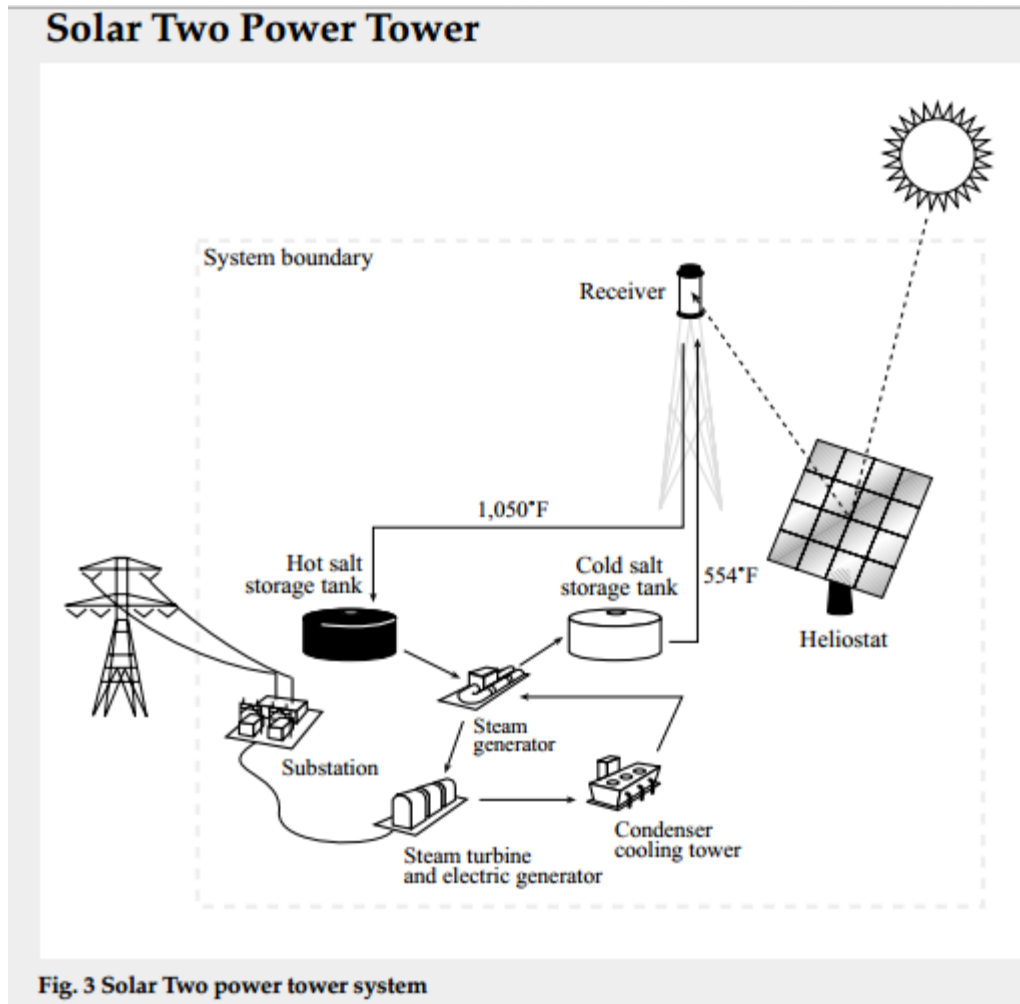 Solar Two Power Tower
System boundary
Receiver
1,050°F
Hot salt
storage tank
Cold salt
storage tank
554°F
Heliostat
Steam
generator
Substation
Condenser
cooling tower
Steam turbine
and electric generator
Fig. 3 Solar Two power tower system